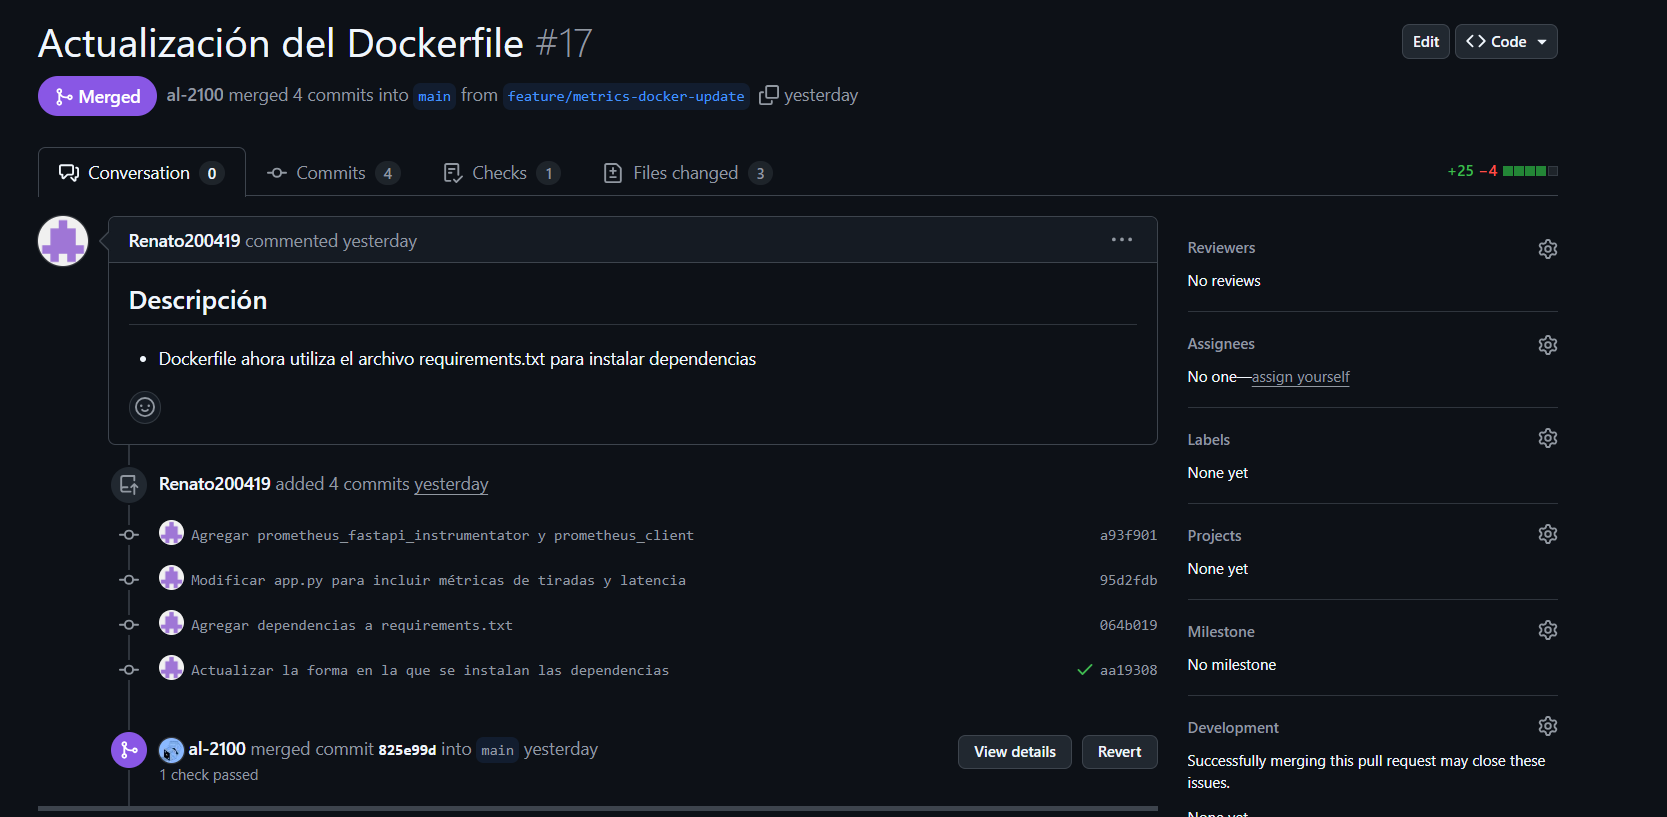 Actualización del Dockerfile #17
Edit
Code
Merged
al-2100 merged 4 commits into main from feature/metrics-docker-update yesterday
Conversation 0
Commits 4
Checks 1
Files changed 3
+25 −4
Renato200419 commented yesterday
Descripción
Dockerfile ahora utiliza el archivo requirements.txt para instalar dependencias
Renato200419 added 4 commits yesterday
Agregar prometheus_fastapi_instrumentator y prometheus_client a93f901
Modificar app.py para incluir métricas de tiradas y latencia 95d2fdb
Agregar dependencias a requirements.txt 064b019
Actualizar la forma en la que se instalan las dependencias aa19308
al-2100 merged commit 825e99d into main yesterday
1 check passed
View details
Revert
Reviewers
No reviews
Assignees
No one—assign yourself
Labels
None yet
Projects
None yet
Milestone
No milestone
Development
Successfully merging this pull request may close these
issues.
None yet